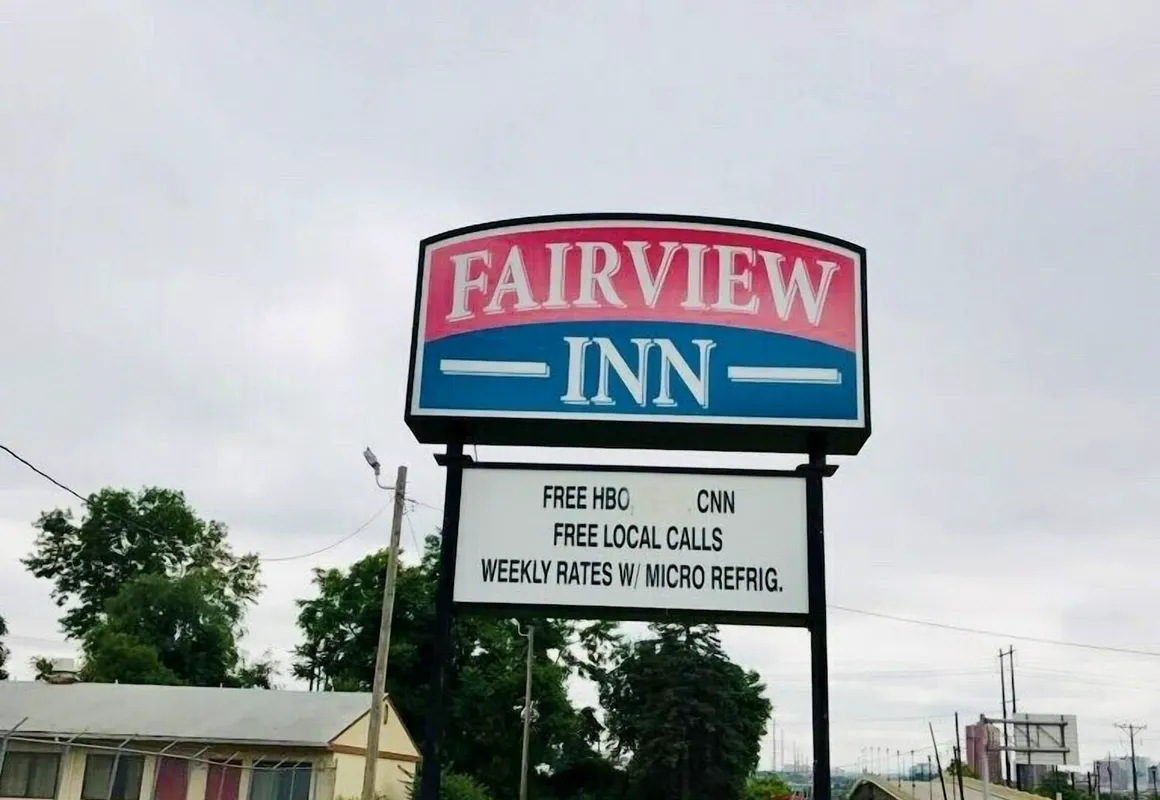 FAIRVIEW
INN
FREE HBO, CNN
FREE LOCAL CALLS
WEEKLY RATES W/ MICRO REFRIG.